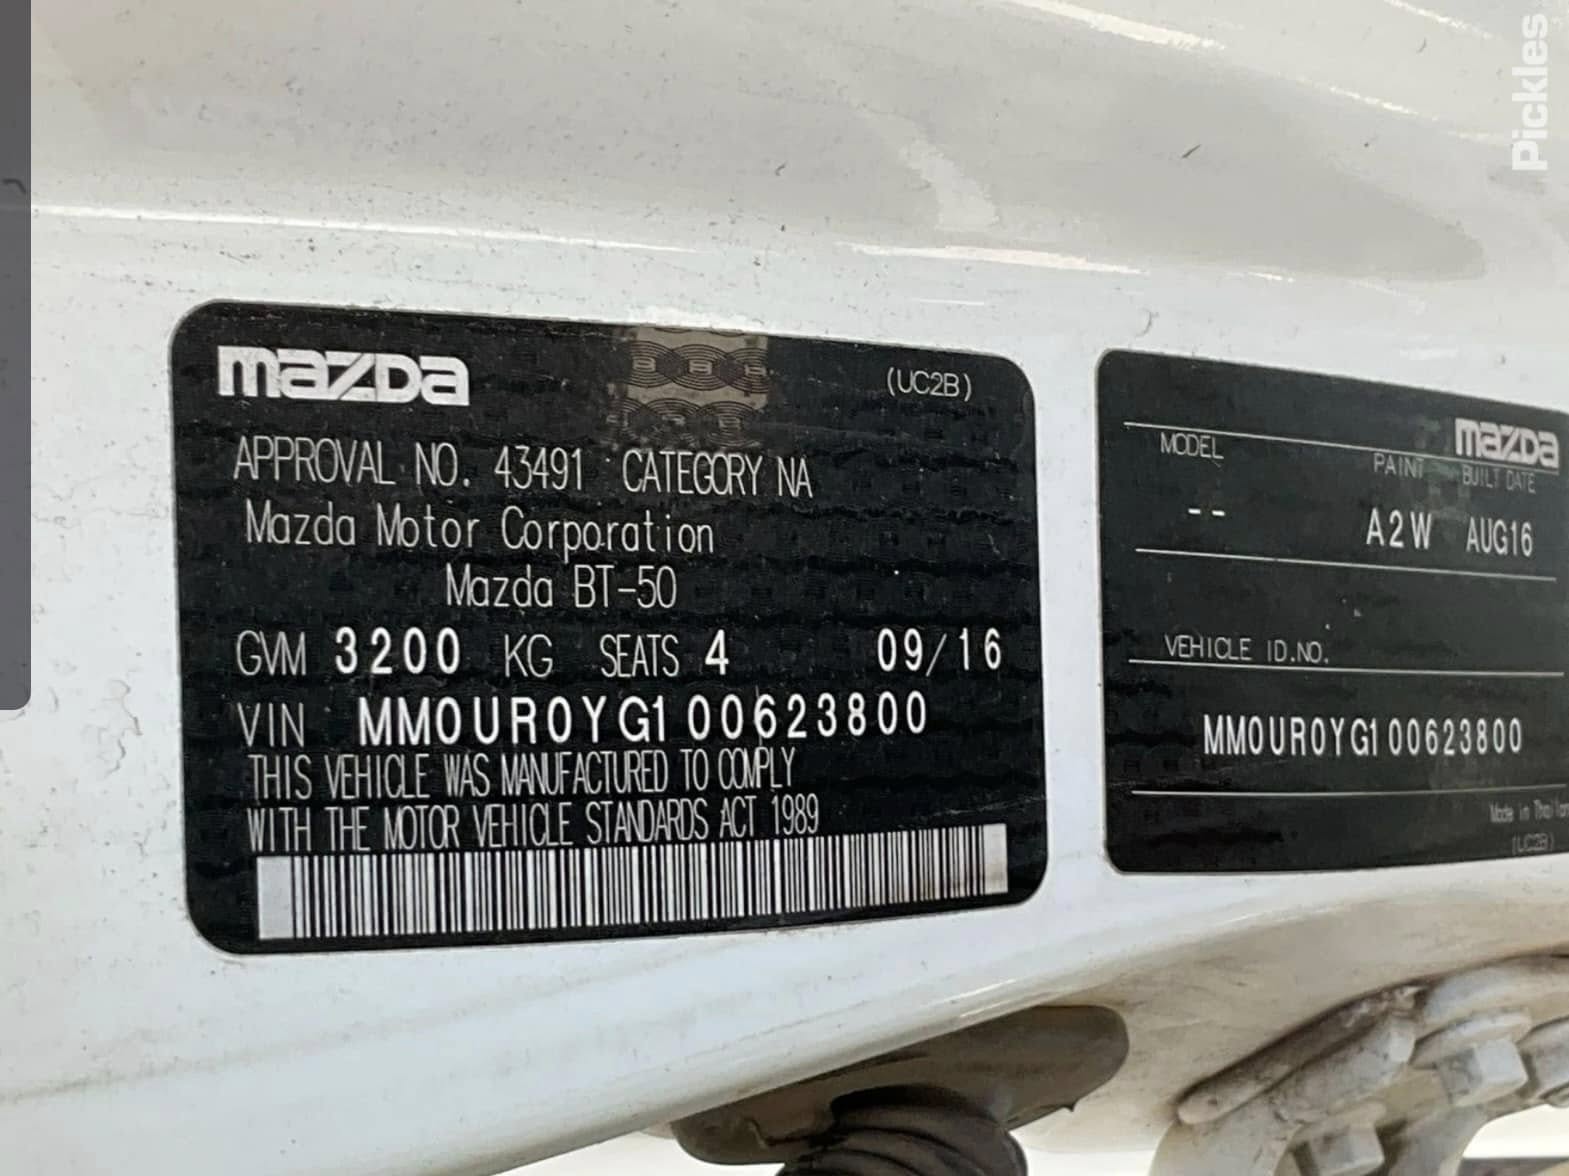 Pickles
mazDa
(UC2B)
APPROVAL NO. 43491 CATEGORY NA
Mazda Motor Corporation
Mazda BT-50
GVM 3200 KG SEATS 4 09/16
VIN MM0UR0YG100623800
THIS VEHICLE WAS MANUFACTURED TO COMPLY
WITH THE MOTOR VEHICLE STANDARDS ACT 1989
mazDa
MODEL PAINT BUILT DATE
-- A2W AUG16
VEHICLE ID.NO.
MM0UR0YG100623800
Made in
(UC2B)